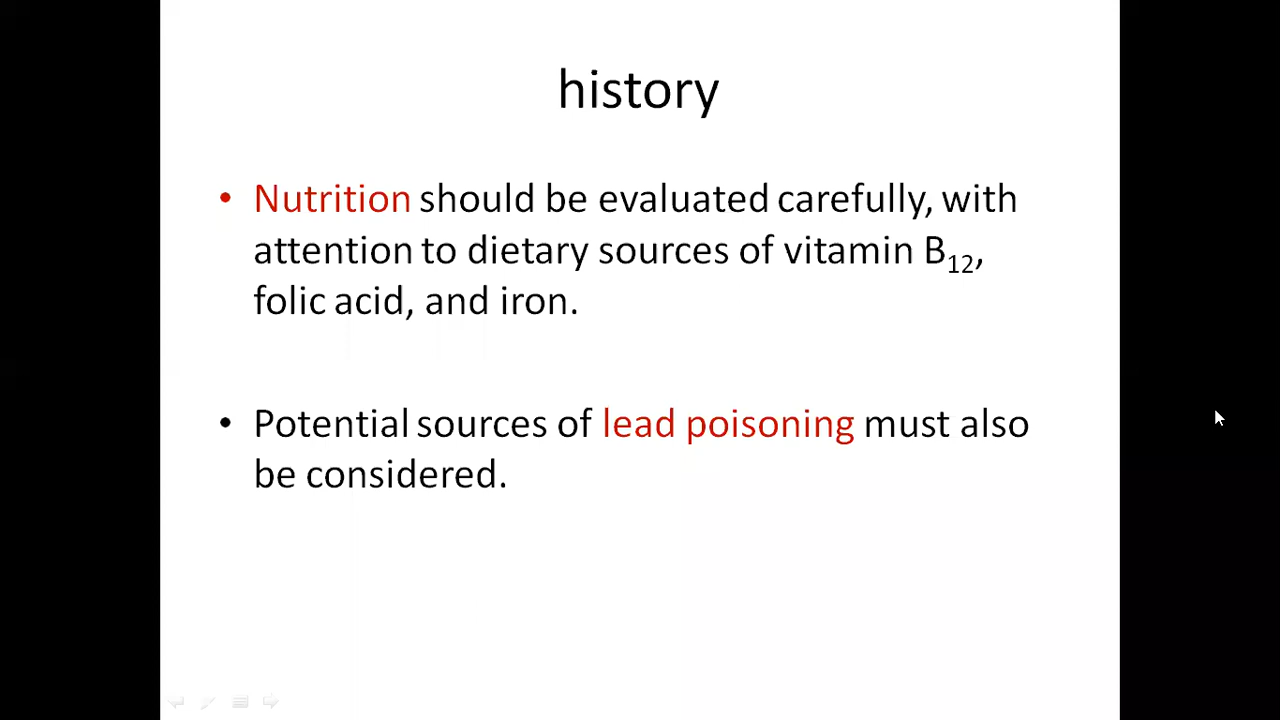 history
• Nutrition should be evaluated carefully, with
attention to dietary sources of vitamin B₁₂,
folic acid, and iron.
• Potential sources of lead poisoning must also
be considered.